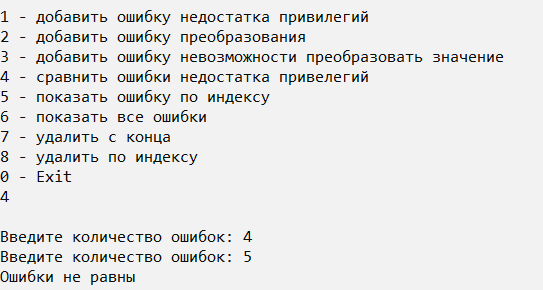 1 - добавить ошибку недостатка привилегий
2 - добавить ошибку преобразования
3 - добавить ошибку невозможности преобразовать значение
4 - сравнить ошибки недостатка привелегий
5 - показать ошибку по индексу
6 - показать все ошибки
7 - удалить с конца
8 - удалить по индексу
0 - Exit
4
Введите количество ошибок: 4
Введите количество ошибок: 5
Ошибки не равны